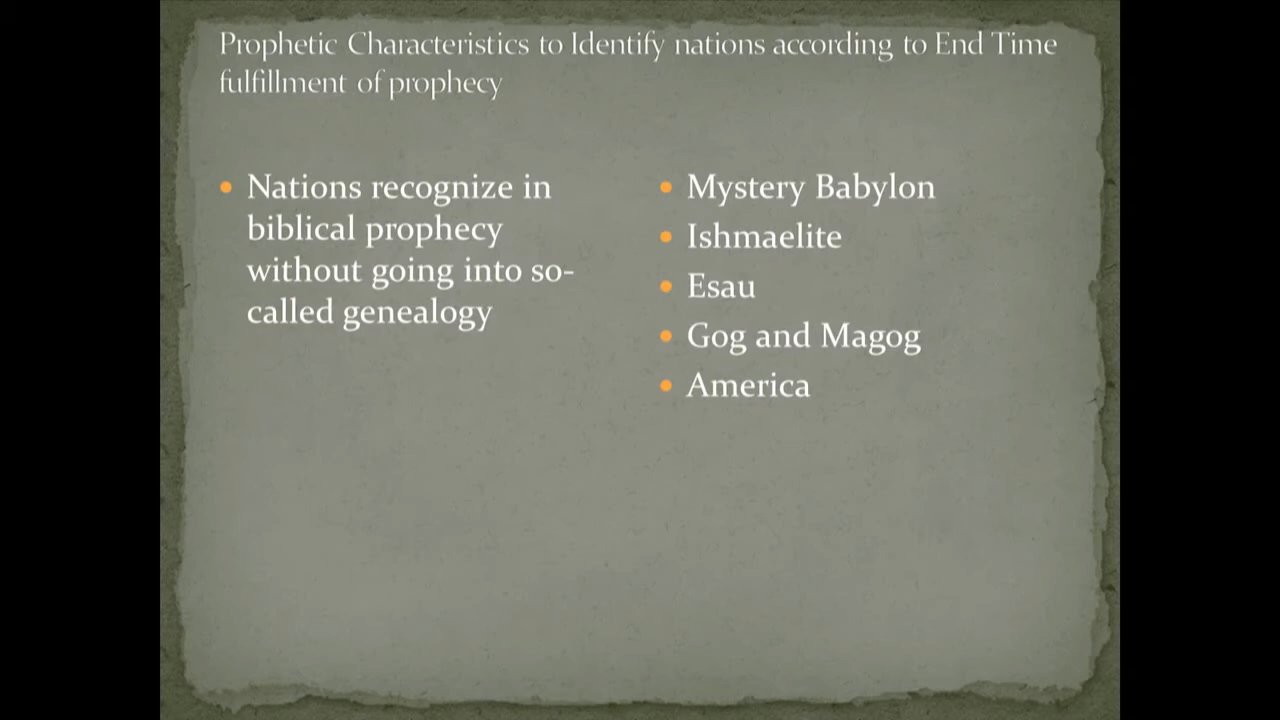 Prophetic Characteristics to Identify nations according to End Time
fulfillment of prophecy
Nations recognize in
biblical prophecy
without going into so-
called genealogy
Mystery Babylon
Ishmaelite
Esau
Gog and Magog
America